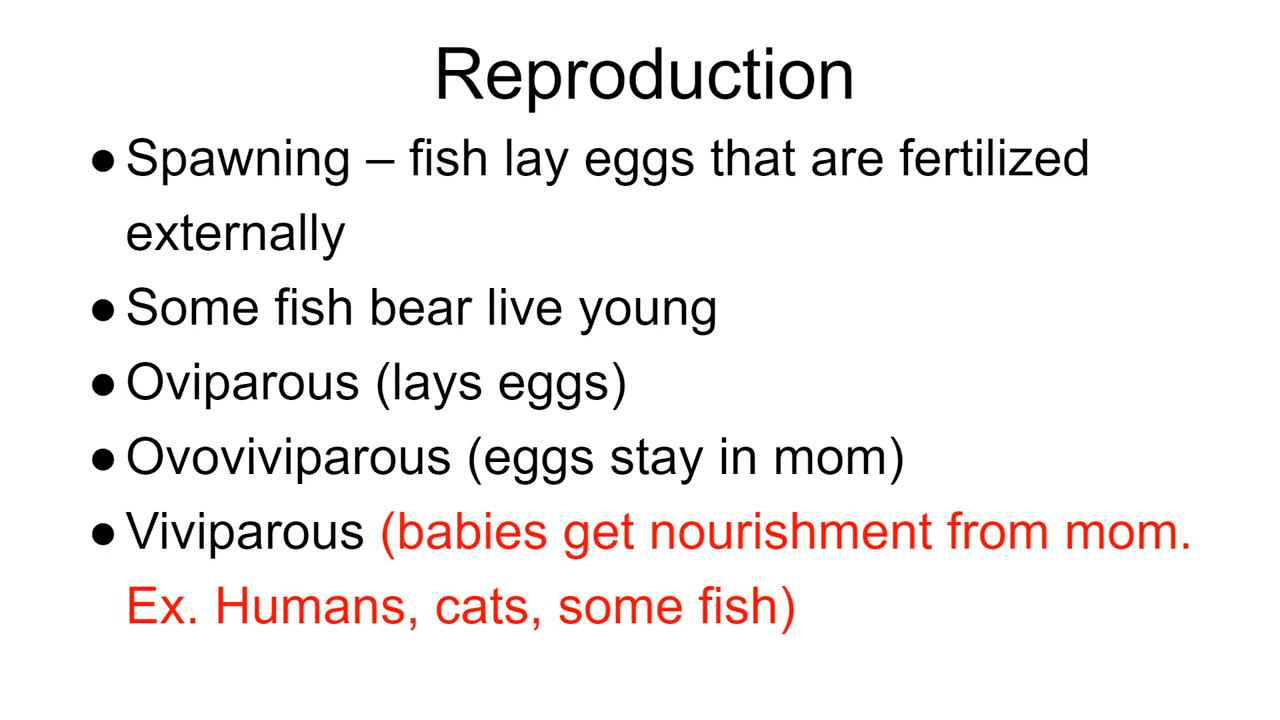 Reproduction
●Spawning – fish lay eggs that are fertilized
externally
●Some fish bear live young
●Oviparous (lays eggs)
●Ovoviviparous (eggs stay in mom)
●Viviparous (babies get nourishment from mom.
Ex. Humans, cats, some fish)